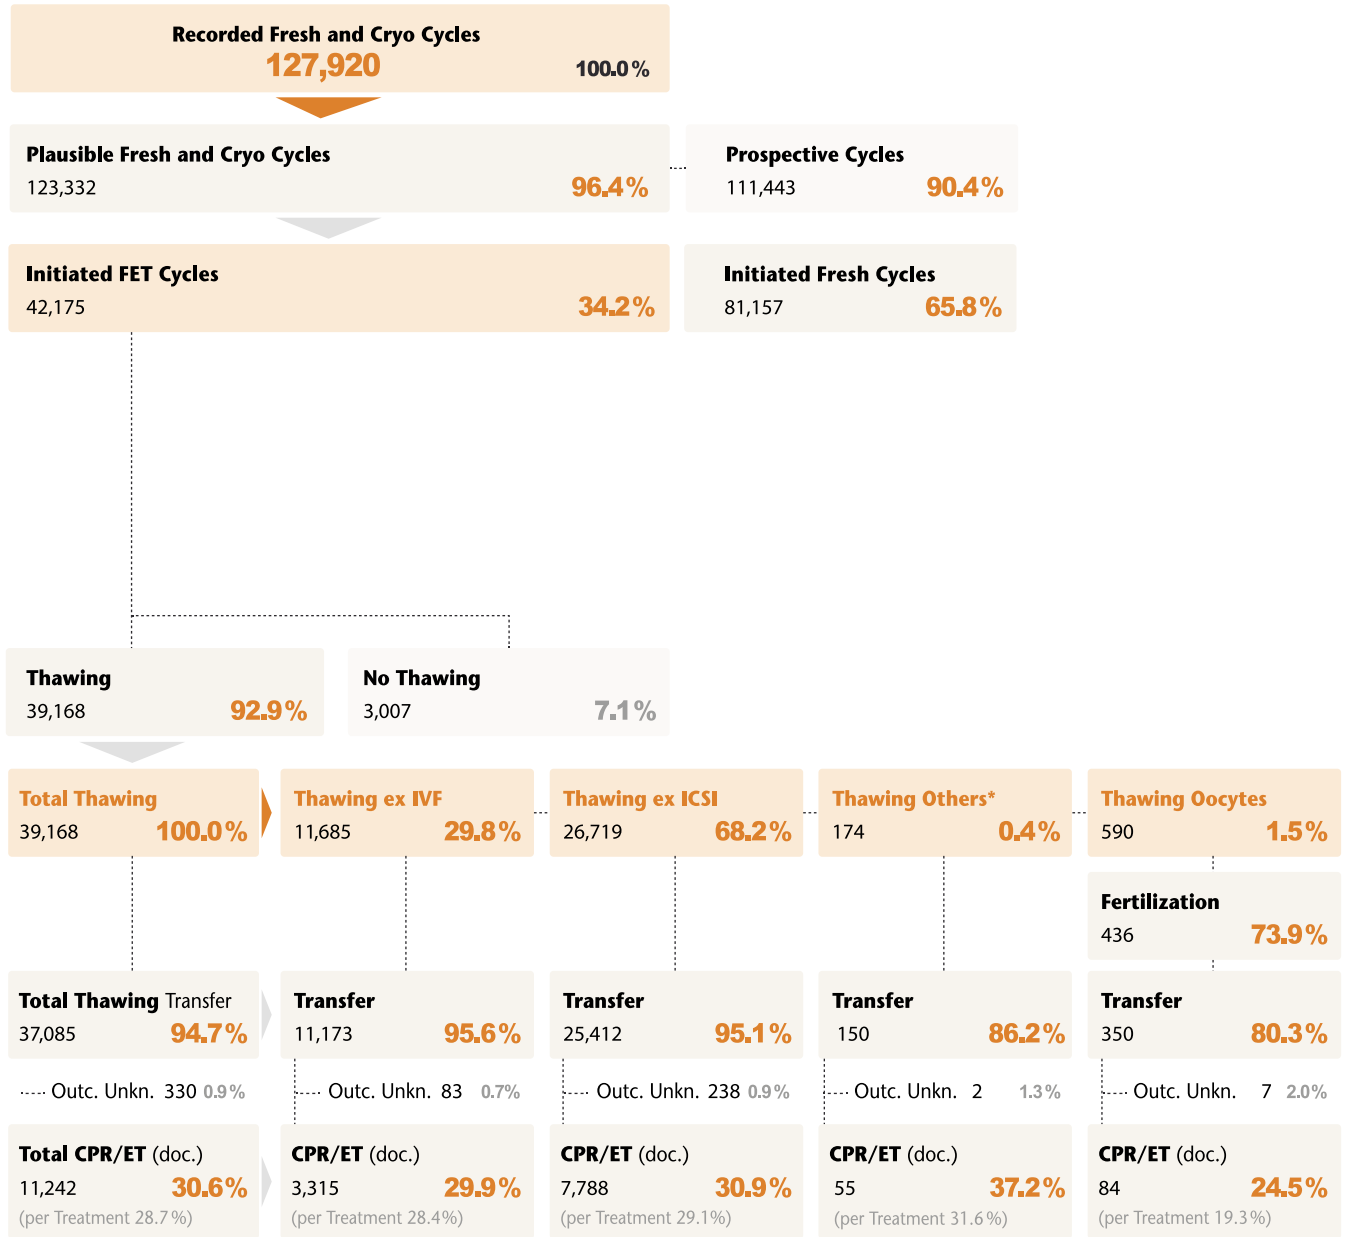 Recorded Fresh and Cryo Cycles
127,920 100.0%
Plausible Fresh and Cryo Cycles
123,332 96.4%
Prospective Cycles
111,443 90.4%
Initiated FET Cycles
42,175 34.2%
Initiated Fresh Cycles
81,157 65.8%
Thawing
39,168 92.9%
No Thawing
3,007 7.1%
Total Thawing
39,168 100.0%
Thawing ex IVF
11,685 29.8%
Thawing ex ICSI
26,719 68.2%
Thawing Others*
174 0.4%
Thawing Oocytes
590 1.5%
Fertilization
436 73.9%
Total Thawing Transfer
37,085 94.7%
Transfer
11,173 95.6%
Transfer
25,412 95.1%
Transfer
150 86.2%
Transfer
350 80.3%
Outc. Unkn. 330 0.9%
Outc. Unkn. 83 0.7%
Outc. Unkn. 238 0.9%
Outc. Unkn. 2 1.3%
Outc. Unkn. 7 2.0%
Total CPR/ET (doc.)
11,242 30.6%
(per Treatment 28.7%)
CPR/ET (doc.)
3,315 29.9%
(per Treatment 28.4%)
CPR/ET (doc.)
7,788 30.9%
(per Treatment 29.1%)
CPR/ET (doc.)
55 37.2%
(per Treatment 31.6%)
CPR/ET (doc.)
84 24.5%
(per Treatment 19.3%)